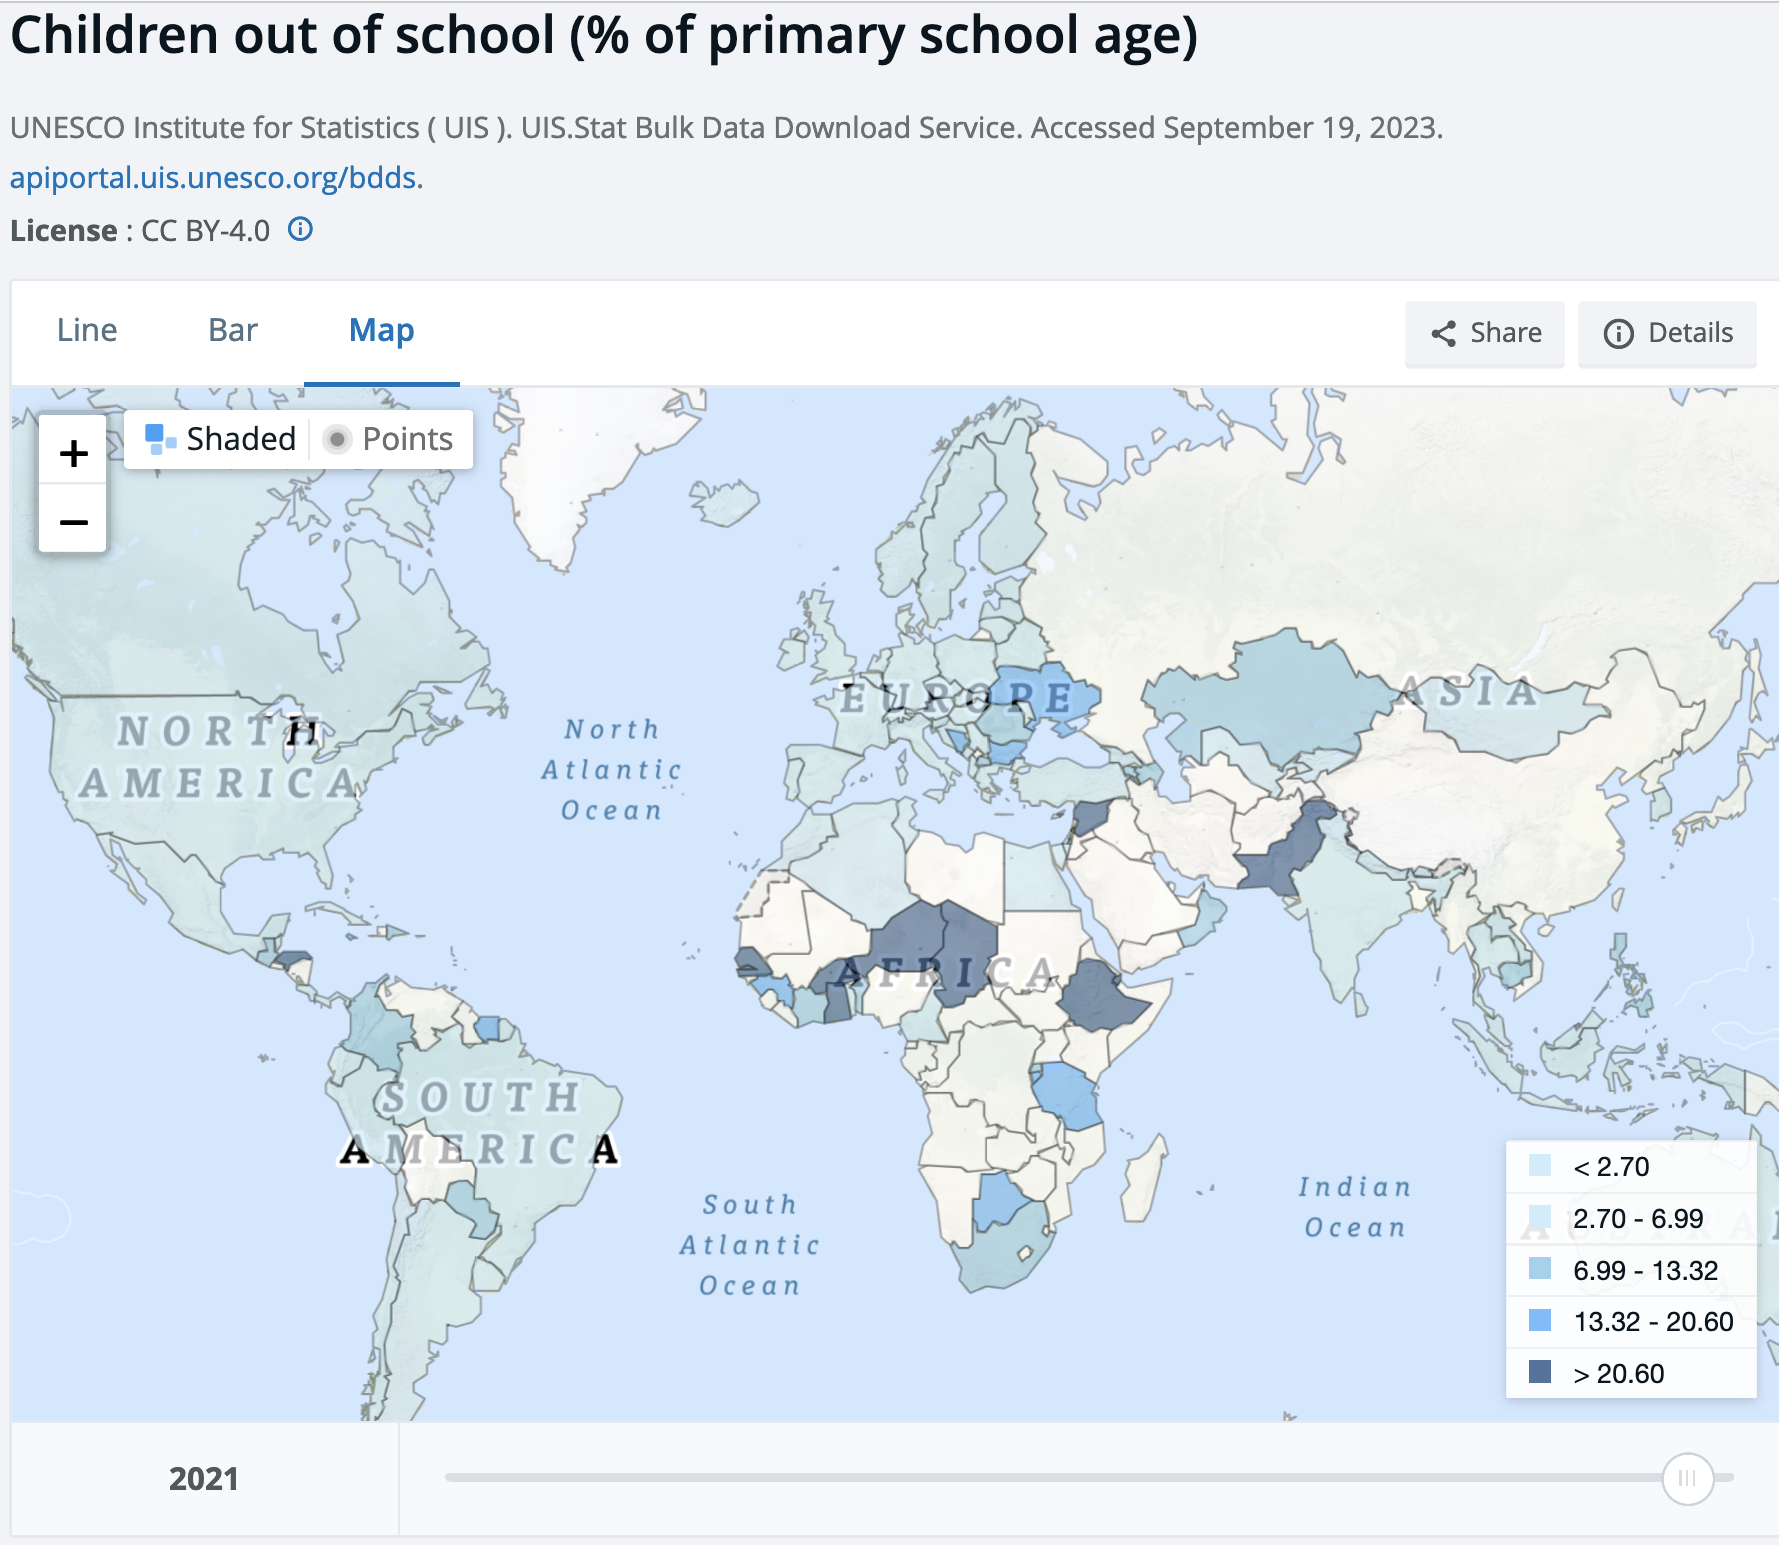 Children out of school (% of primary school age)
UNESCO Institute for Statistics ( UIS ). UIS.Stat Bulk Data Download Service. Accessed September 19, 2023.
apiportal.uis.unesco.org/bdds.
License : CC BY-4.0
Line Bar Map
Share Details
+
−
Shaded Points
EUROPE
ASIA
NORTH
AMERICA
North
Atlantic
Ocean
AFRICA
SOUTH
AMERICA
South
Atlantic
Ocean
Indian
Ocean
< 2.70
2.70 - 6.99
6.99 - 13.32
13.32 - 20.60
> 20.60
2021